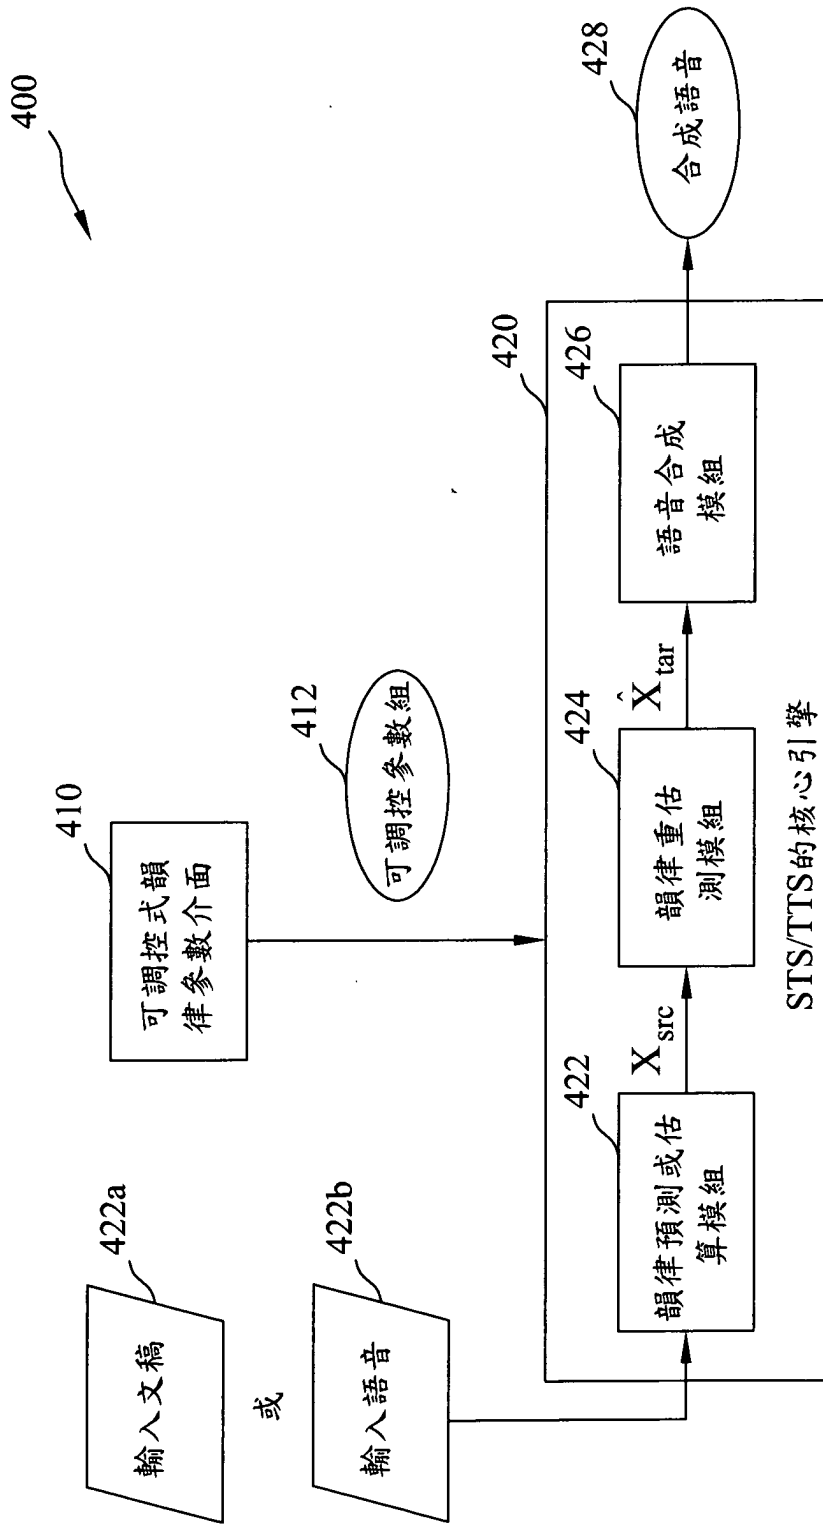 400
輸入文稿
422a
或
輸入語音
422b
可調控式韻
律參數介面
410
可調控參數組
412
420
韻律預測或估
算模組
422
X_src
韻律重估
測模組
424
X̂_tar
語音合成
模組
426
合成語音
428
STS/TTS的核心引擎